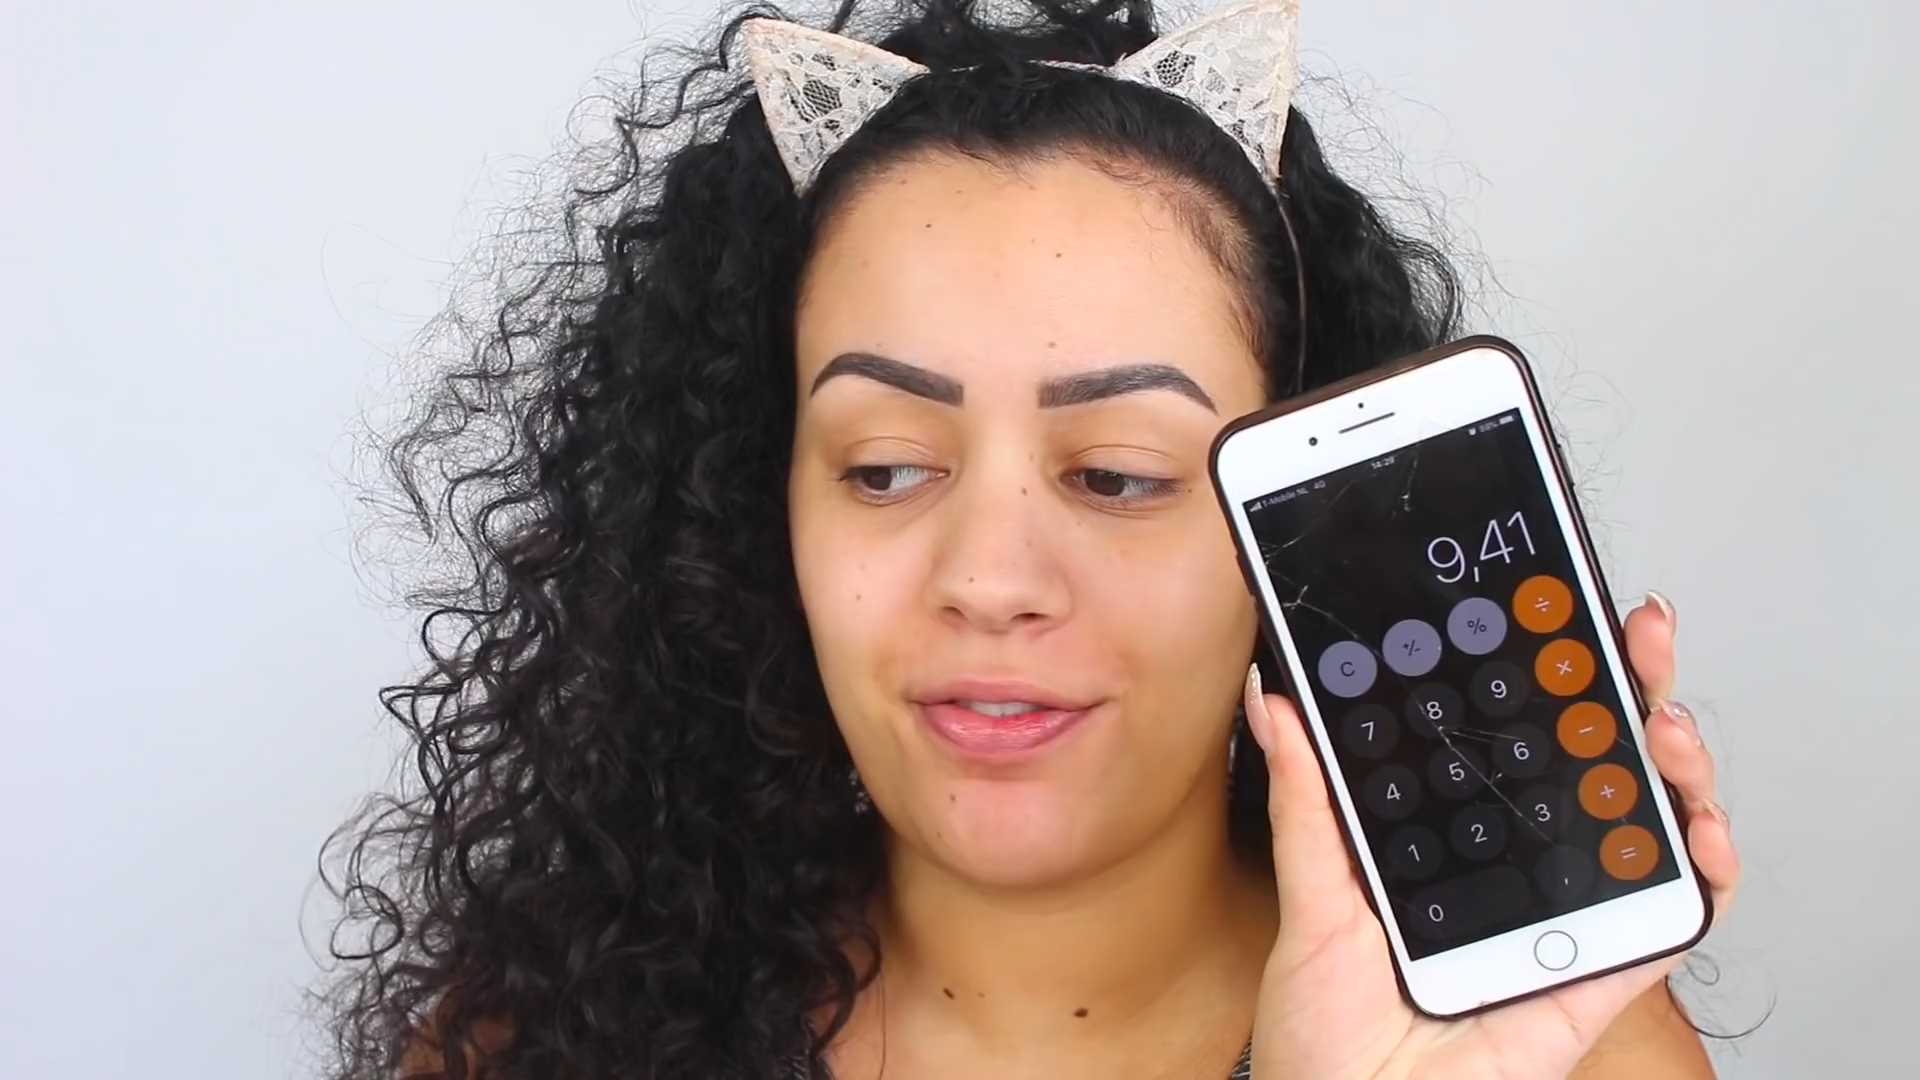 T-Mobile NL 4G
14:29
9,41
C +/- % ÷
7 8 9 ×
4 5 6 −
1 2 3 +
0 , =